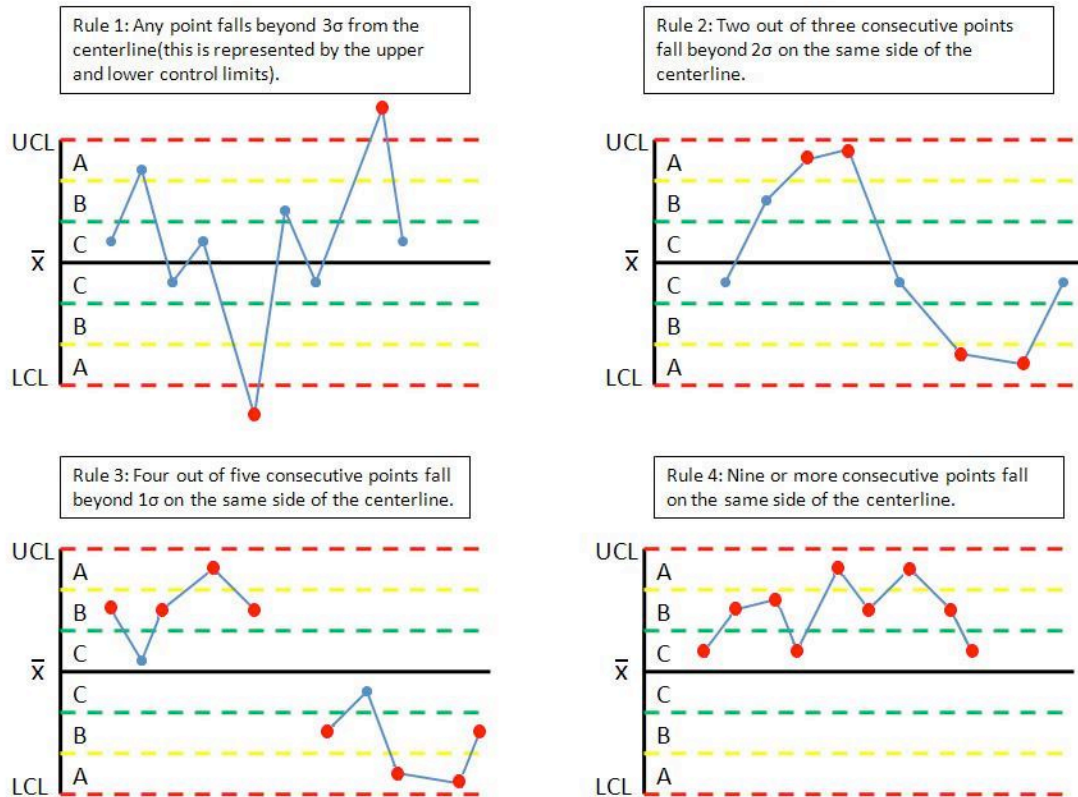 Rule 1: Any point falls beyond 3σ from the
centerline(this is represented by the upper
and lower control limits).
Rule 2: Two out of three consecutive points
fall beyond 2σ on the same side of the
centerline.
UCL
A
B
C
x̅
C
B
A
LCL
UCL
A
B
C
x̅
C
B
A
LCL
Rule 3: Four out of five consecutive points fall
beyond 1σ on the same side of the centerline.
Rule 4: Nine or more consecutive points fall
on the same side of the centerline.
UCL
A
B
C
x̅
C
B
A
LCL
UCL
A
B
C
x̅
C
B
A
LCL